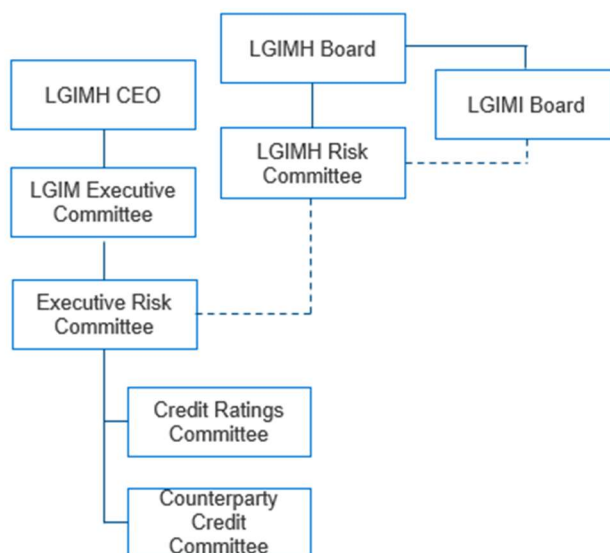 LGIMH Board
LGIMH CEO
LGIMI Board
LGIMH Risk
Committee
LGIM Executive
Committee
Executive Risk
Committee
Credit Ratings
Committee
Counterparty
Credit
Committee